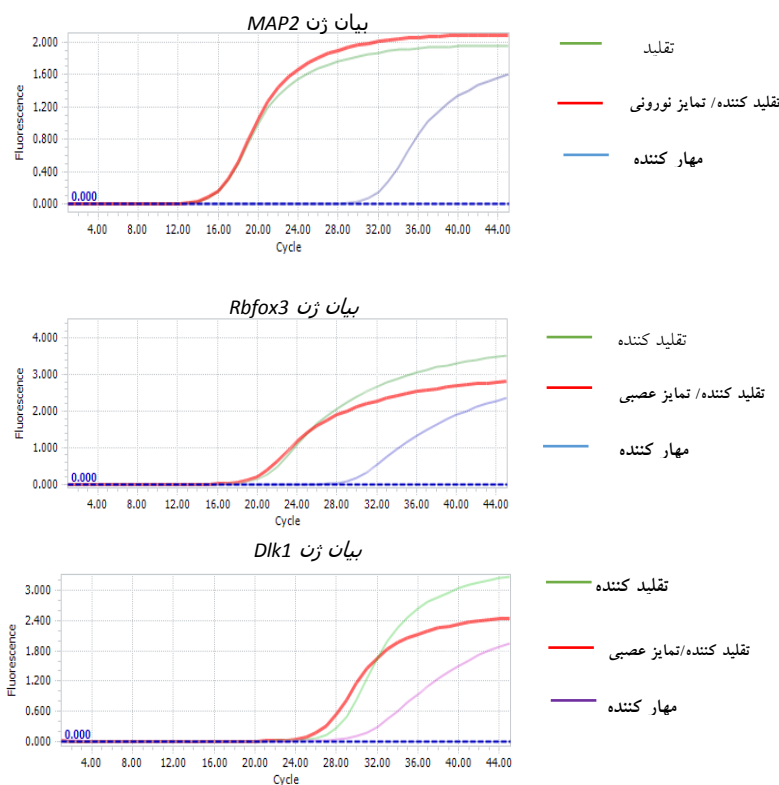 بیان ژن MAP2
2.000
1.600
1.200
0.800
0.400
0.000
0.000
Fluorescence
4.00 8.00 12.00 16.00 20.00 24.00 28.00 32.00 36.00 40.00 44.00
Cycle
تقلید
تقلید کننده/ تمایز نورونی
مهار کننده
بیان ژن Rbfox3
4.000
3.000
2.000
1.000
0.000
0.000
Fluorescence
4.00 8.00 12.00 16.00 20.00 24.00 28.00 32.00 36.00 40.00 44.00
Cycle
تقلید کننده
تقلید کننده/ تمایز عصبی
مهار کننده
بیان ژن Dlk1
3.000
2.400
1.800
1.200
0.600
0.000
0.000
Fluorescence
4.00 8.00 12.00 16.00 20.00 24.00 28.00 32.00 36.00 40.00 44.00
Cycle
تقلید کننده
تقلید کننده/تمایز عصبی
مهار کننده